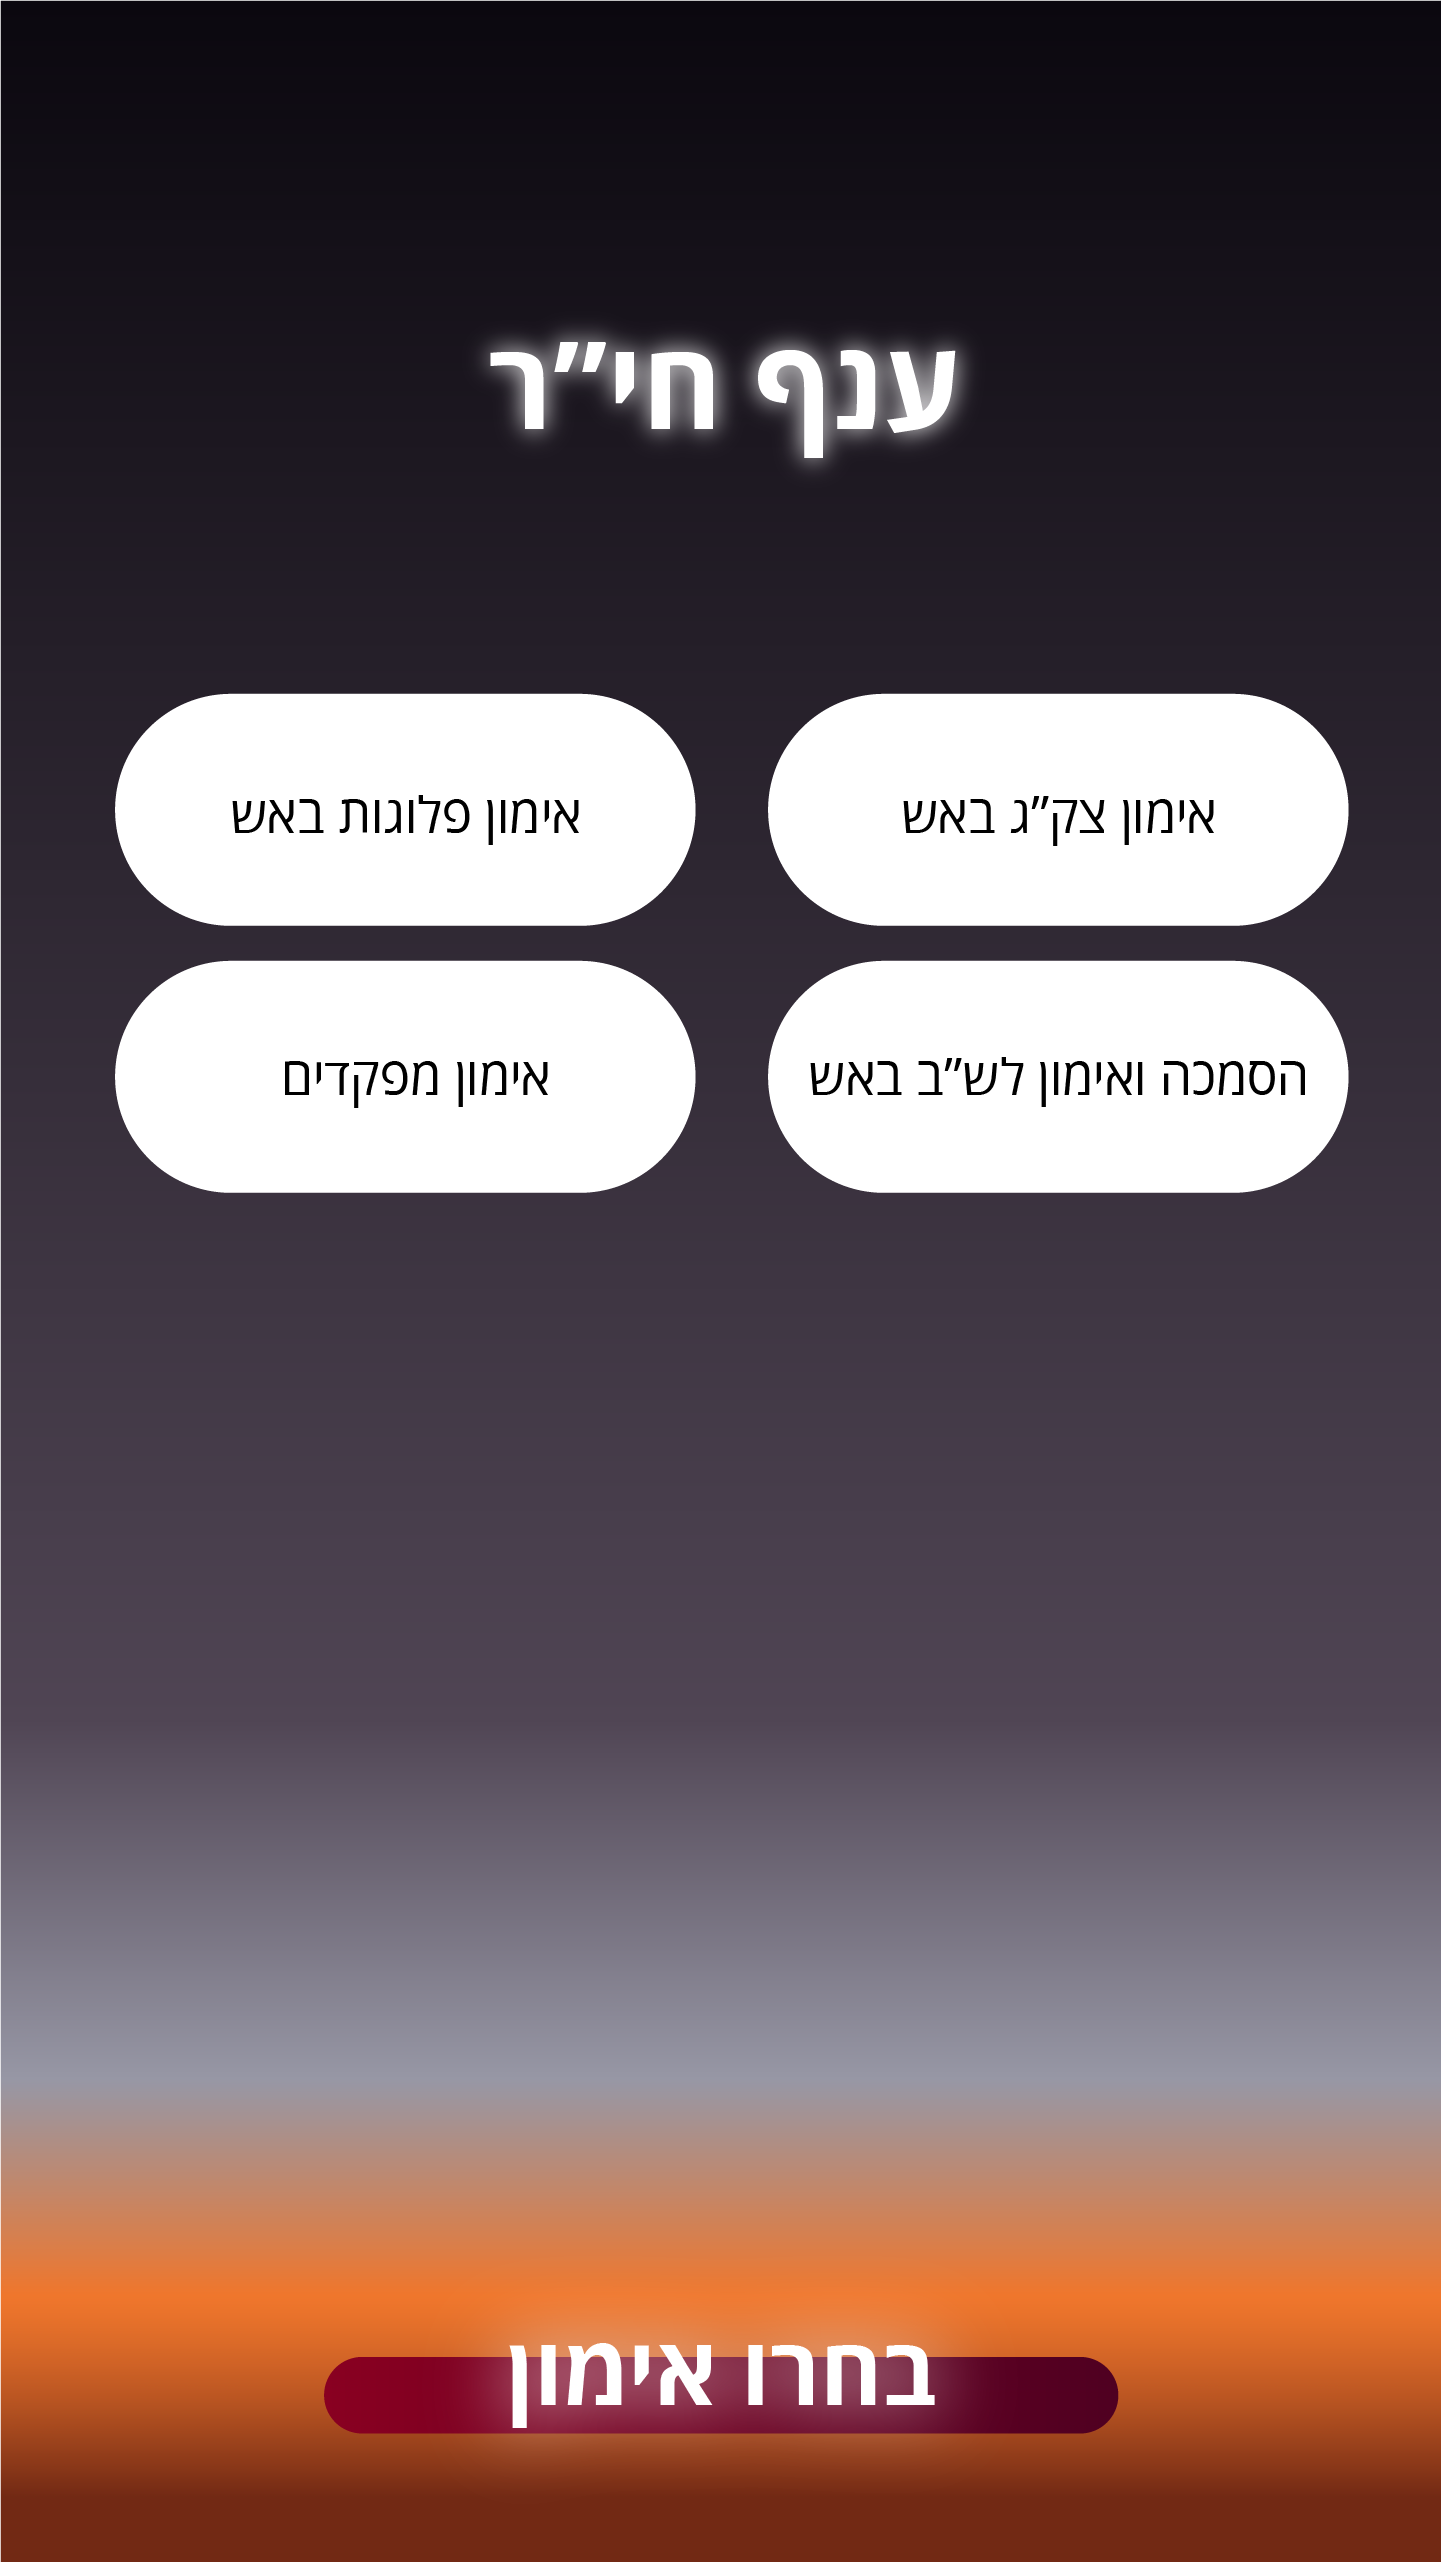 ענף חי״ר
אימון צק״ג באש
אימון פלוגות באש
הסמכה ואימון לש״ב באש
אימון מפקדים
בחרו אימון